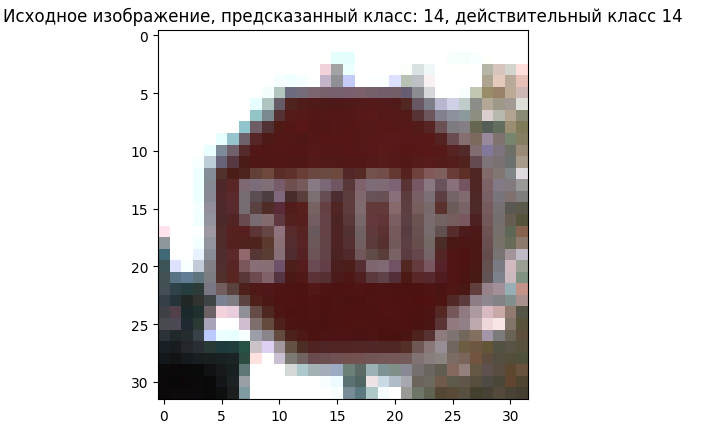 Исходное изображение, предсказанный класс: 14, действительный класс 14
0
5
10
15
20
25
30
STOP
0 5 10 15 20 25 30